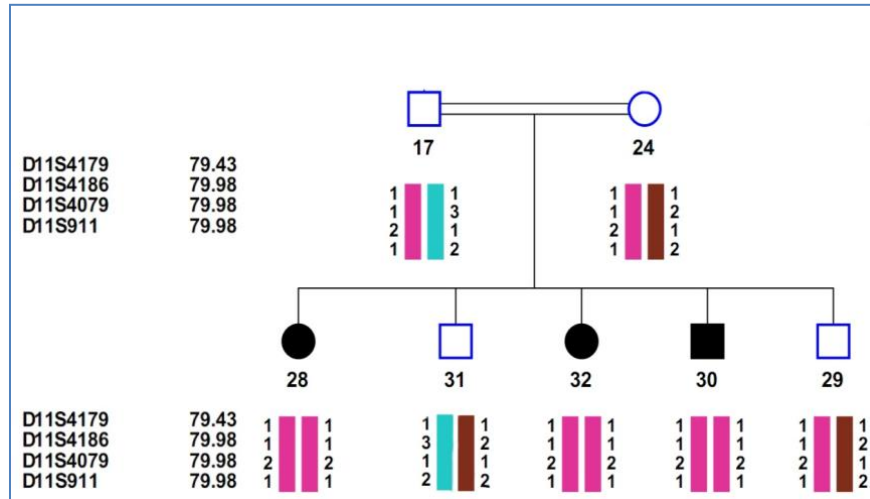 17 24
D11S4179 79.43 1 1 1 1
D11S4186 79.98 1 3 1 2
D11S4079 79.98 2 1 2 1
D11S911 79.98 1 2 1 2
28 31 32 30 29
D11S4179 79.43 1 1 1 1 1 1 1 1 1 1
D11S4186 79.98 1 1 3 2 1 1 1 1 1 2
D11S4079 79.98 2 2 1 1 2 2 2 2 2 1
D11S911 79.98 1 1 2 2 1 1 1 1 1 2